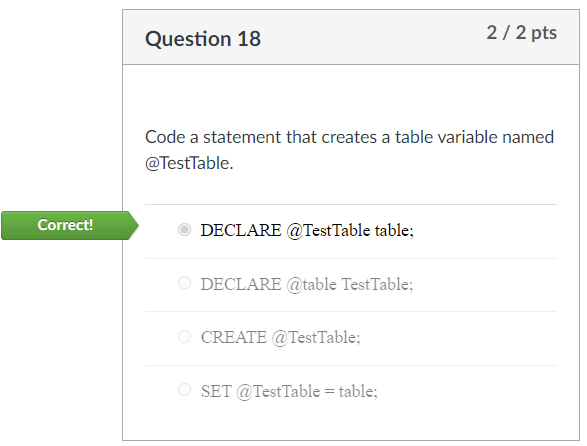 Question 18
2 / 2 pts
Code a statement that creates a table variable named
@TestTable.
Correct!
DECLARE @TestTable table;
DECLARE @table TestTable;
CREATE @TestTable;
SET @TestTable = table;